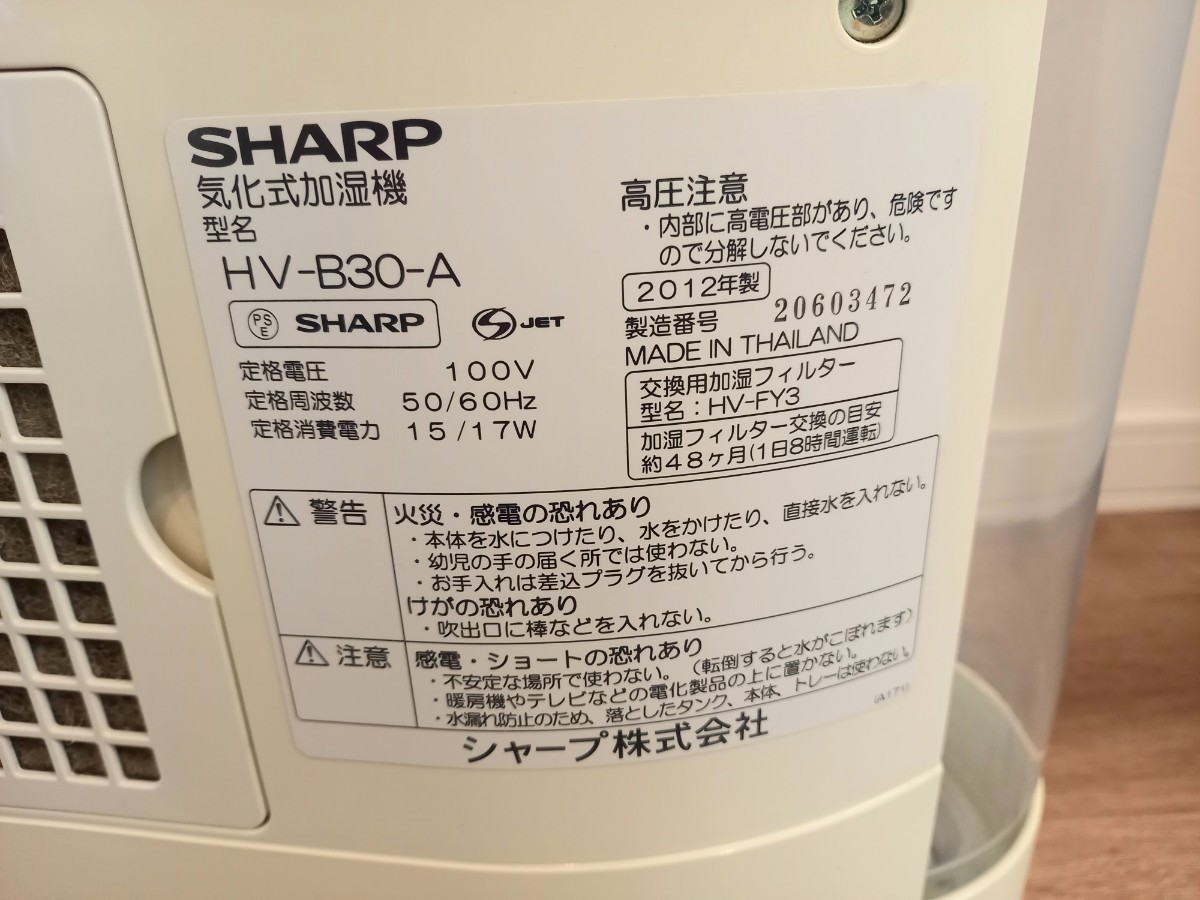 SHARP
気化式加湿機
型名
HV-B30-A
PS
E
SHARP
S JET
定格電圧 100V
定格周波数 50/60Hz
定格消費電力 15/17W
高圧注意
・内部に高電圧部があり、危険です
ので分解しないでください。
2012年製
製造番号 20603472
MADE IN THAILAND
交換用加湿フィルター
型名：HV-FY3
加湿フィルター交換の目安
約48ヶ月(1日8時間運転)
⚠ 警告
火災・感電の恐れあり
・本体を水につけたり、水をかけたり、直接水を入れない。
・幼児の手の届く所では使わない。
・お手入れは差込プラグを抜いてから行う。
けがの恐れあり
・吹出口に棒などを入れない。
⚠ 注意
感電・ショートの恐れあり
・不安定な場所で使わない。（転倒すると水がこぼれます）
・暖房機やテレビなどの電化製品の上に置かない。
・水漏れ防止のため、落としたタンク、本体、トレーは使わない。
(A171)
シャープ株式会社